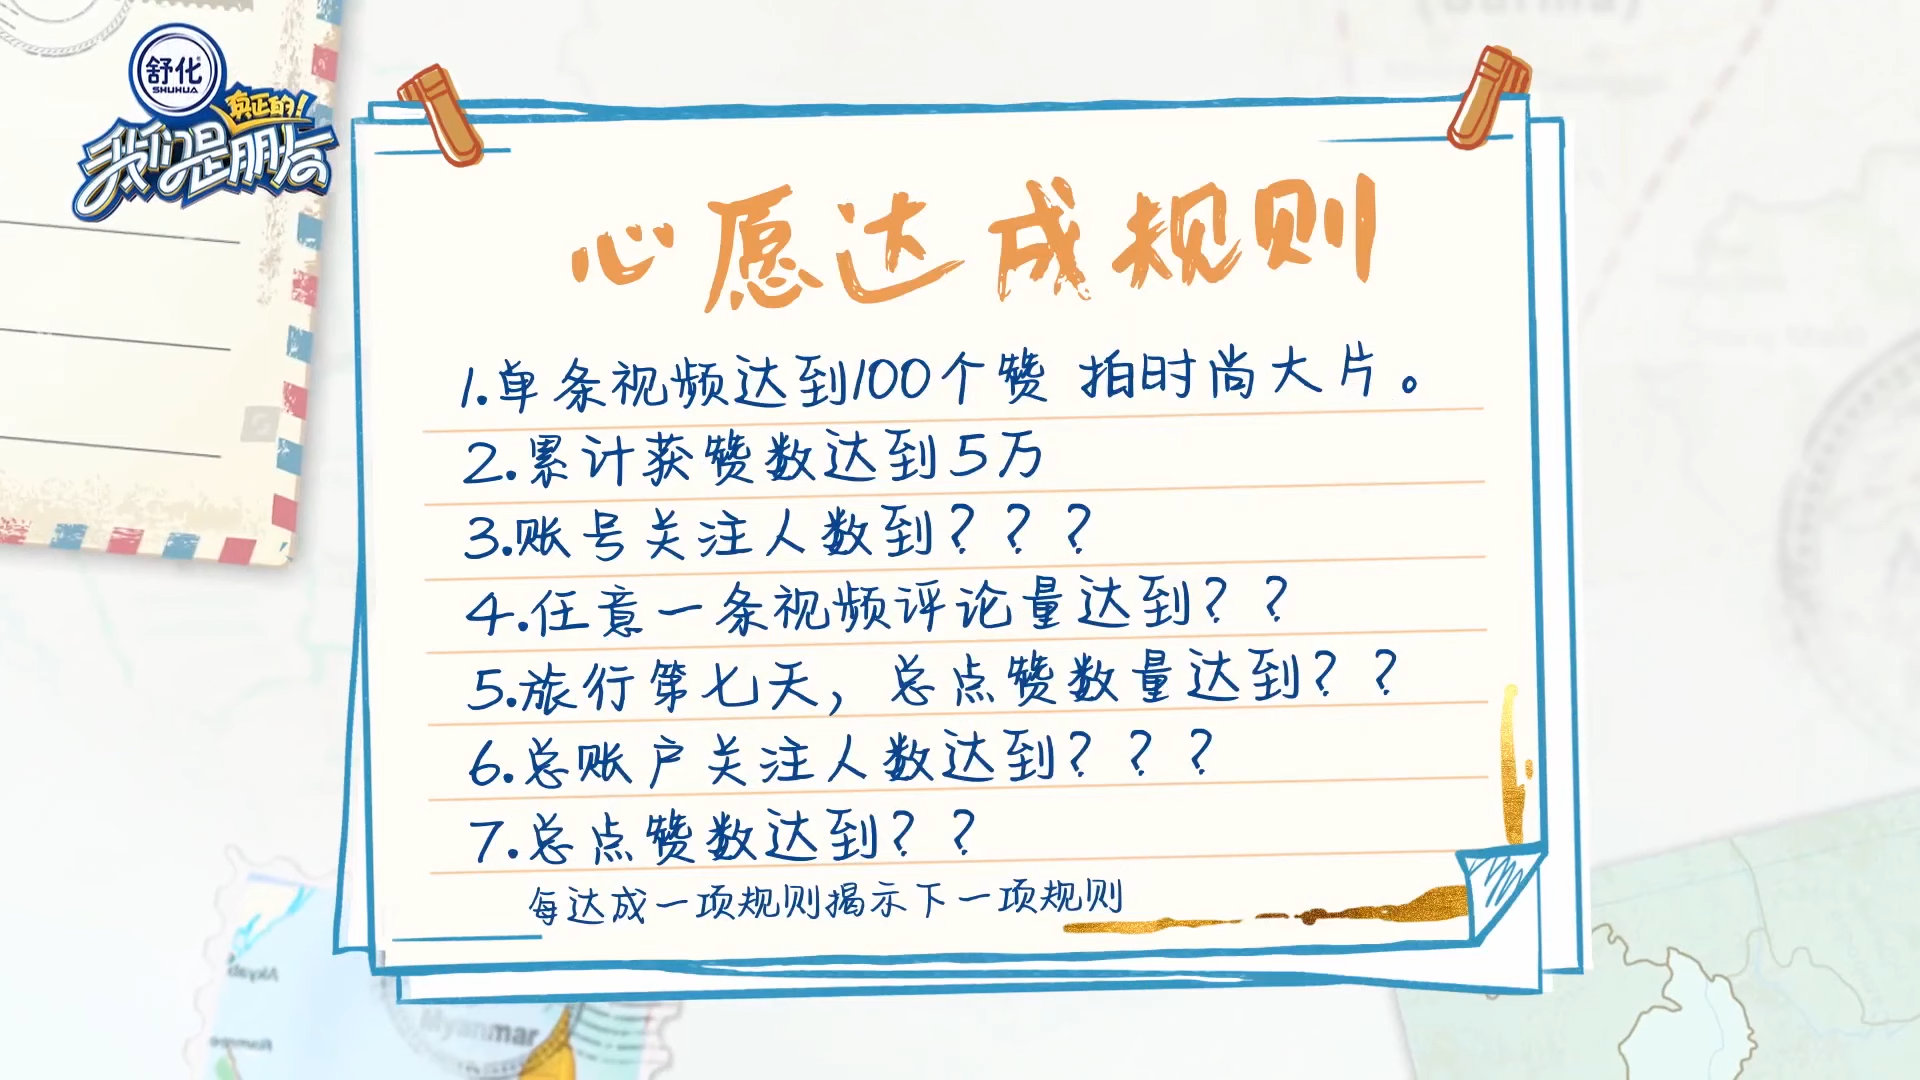 舒化
SHUHUA
真正的!
我们是朋友
心愿达成规则
1.单条视频达到100个赞 拍时尚大片。
2.累计获赞数达到5万
3.账号关注人数到？？？
4.任意一条视频评论量达到？？
5.旅行第七天，总点赞数量达到？？
6.总账户关注人数达到？？？
7.总点赞数达到？？
每达成一项规则揭示下一项规则
Myanmar